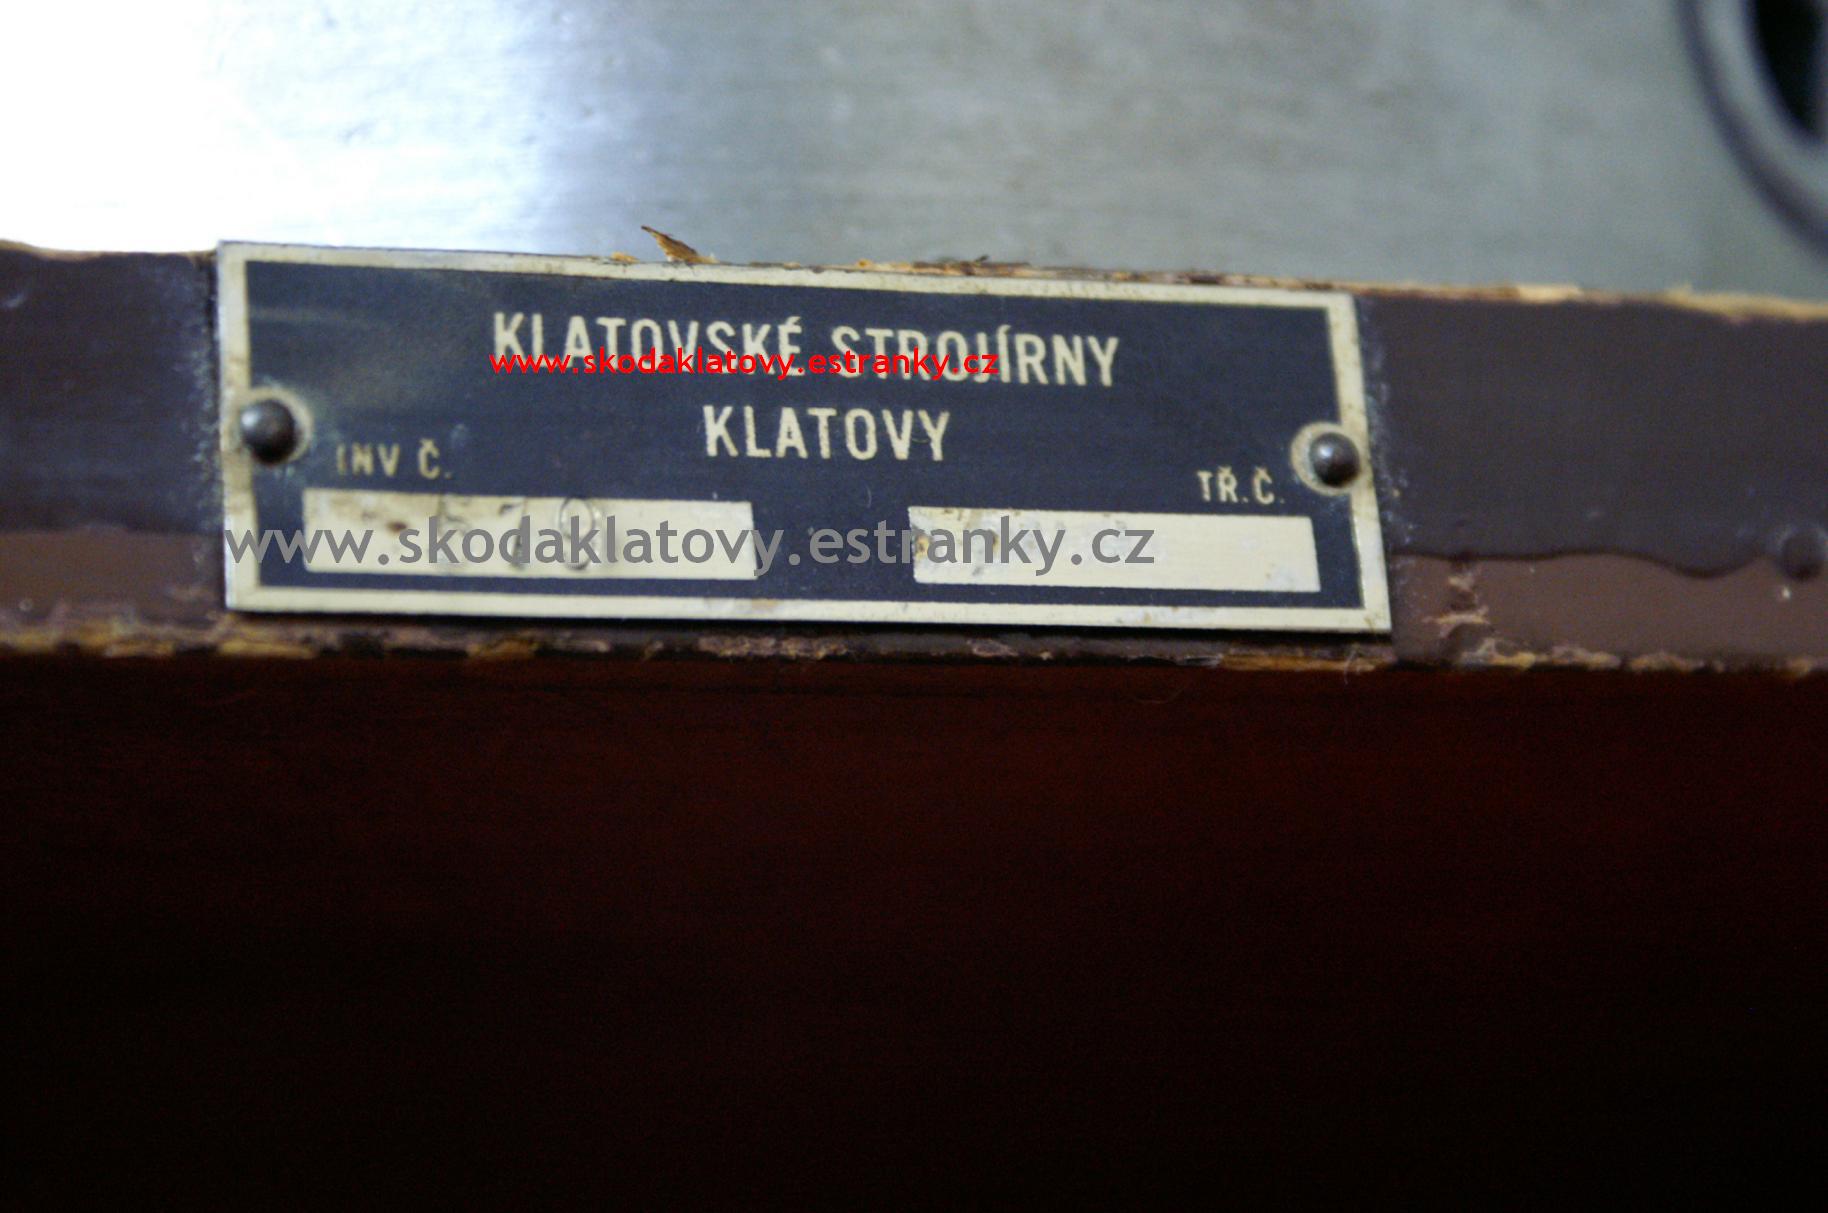 KLATOVSKÉ STROJÍRNY
www.skodaklatovy.estranky.cz
KLATOVY
INV Č.
TŘ.Č.
www.skodaklatovy.estranky.cz